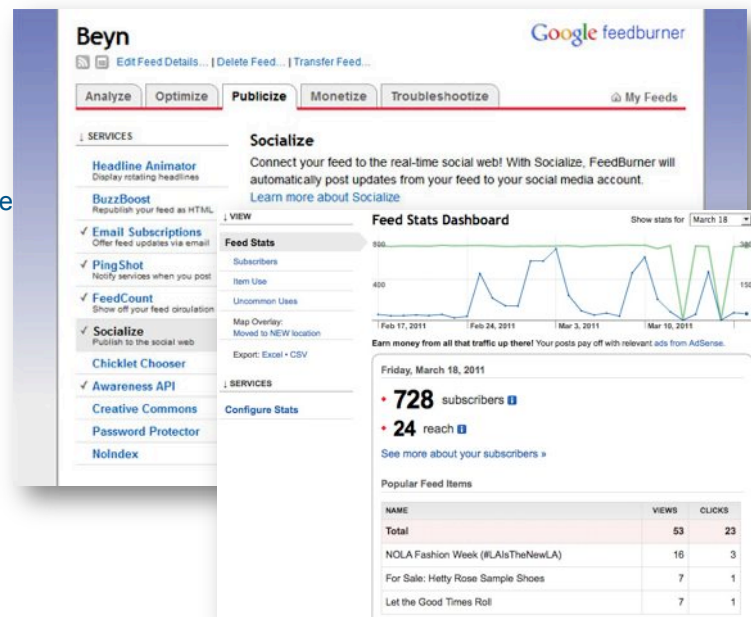 Beyn
Google feedburner
Edit Feed Details... | Delete Feed... | Transfer Feed...
Analyze Optimize Publicize Monetize Troubleshootize My Feeds
↓ SERVICES
Headline Animator
Display rotating headlines
BuzzBoost
Republish your feed as HTML
✓ Email Subscriptions
Offer feed updates via email
✓ PingShot
Notify services when you post
✓ FeedCount
Show off your feed circulation
✓ Socialize
Publish to the social web
Chicklet Chooser
✓ Awareness API
Creative Commons
Password Protector
NoIndex
Socialize
Connect your feed to the real-time social web! With Socialize, FeedBurner will
automatically post updates from your feed to your social media account.
Learn more about Socialize
↓ VIEW
Feed Stats
Subscribers
Item Use
Uncommon Uses
Map Overlay:
Moved to NEW location
Export: Excel • CSV
↓ SERVICES
Configure Stats
Feed Stats Dashboard
Show stats for March 18
400
Feb 17, 2011 Feb 24, 2011 Mar 3, 2011 Mar 10, 2011
Earn money from all that traffic up there! Your posts pay off with relevant ads from AdSense.
Friday, March 18, 2011
728 subscribers
24 reach
See more about your subscribers »
Popular Feed Items
NAME VIEWS CLICKS
Total 53 23
NOLA Fashion Week (#LAIsTheNewLA) 16 3
For Sale: Hetty Rose Sample Shoes 7 1
Let the Good Times Roll 7 1